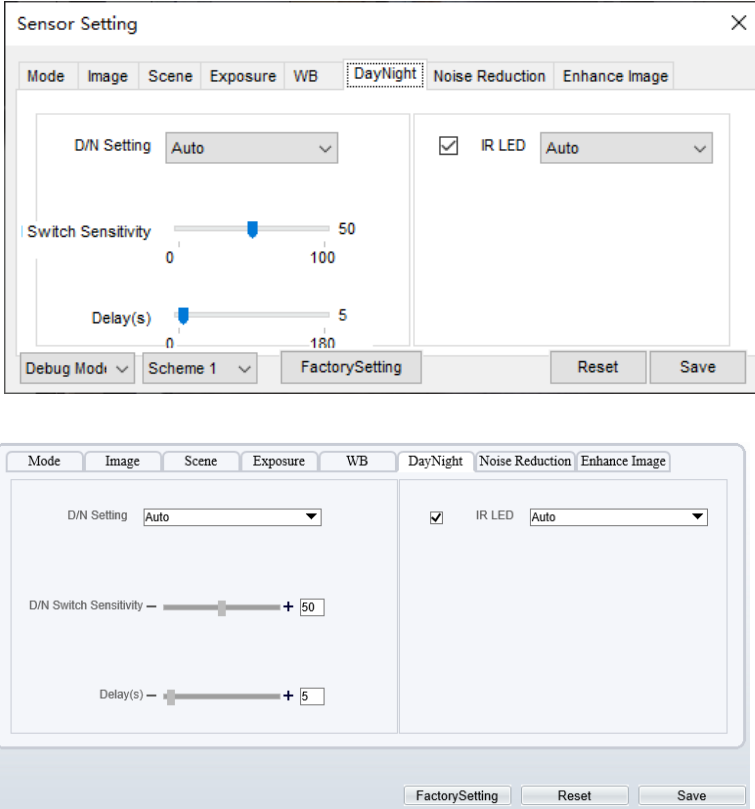 Sensor Setting
Mode Image Scene Exposure WB DayNight Noise Reduction Enhance Image
D/N Setting Auto IR LED Auto
Switch Sensitivity 50
0 100
Delay(s) 5
0 180
Debug Mod Scheme 1 FactorySetting Reset Save
Mode Image Scene Exposure WB DayNight Noise Reduction Enhance Image
D/N Setting Auto IR LED Auto
D/N Switch Sensitivity 50
Delay(s) 5
FactorySetting Reset Save